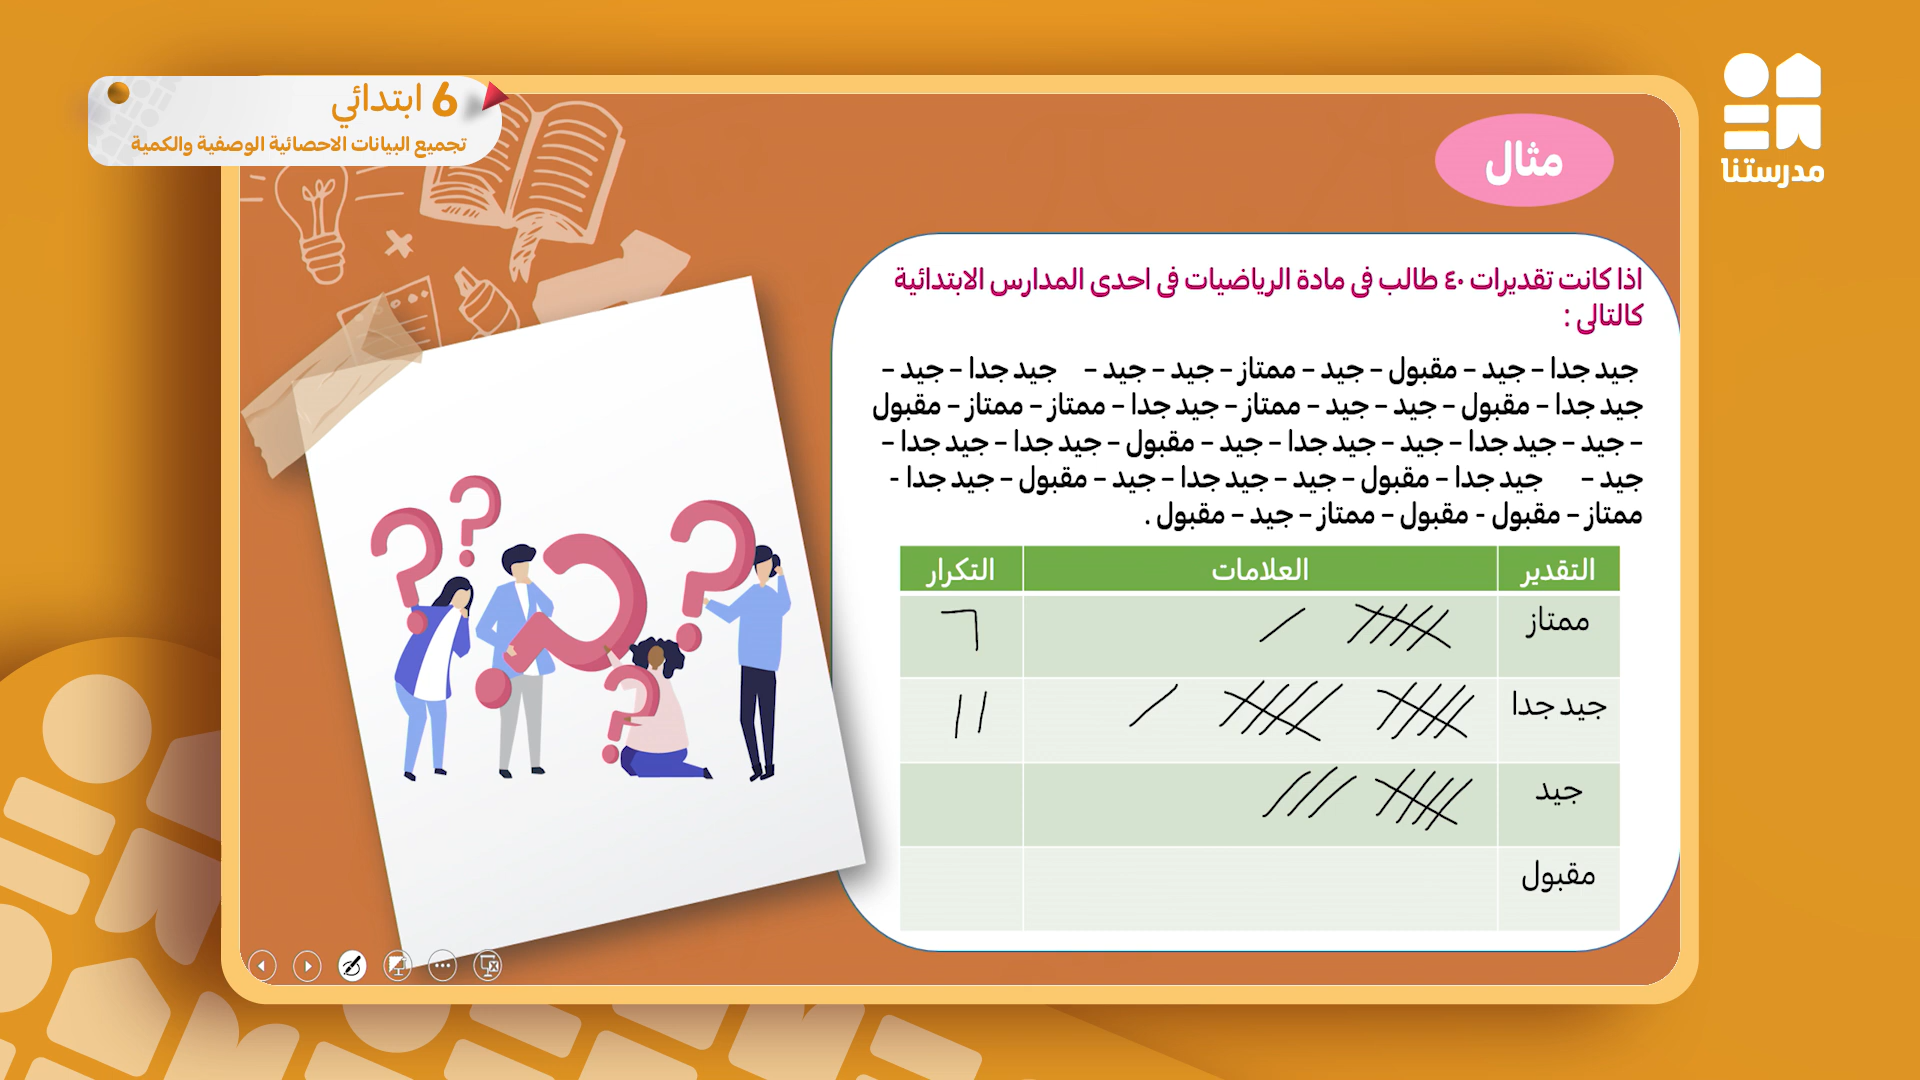 6 ابتدائي
تجميع البيانات الاحصائية الوصفية والكمية
مدرستنا
مثال
اذا كانت تقديرات ٤٠ طالب فى مادة الرياضيات فى احدى المدارس الابتدائية
كالتالى :
جيد جدا – جيد – مقبول – جيد – ممتاز – جيد – جيد – جيد جدا – جيد –
جيد جدا – مقبول – جيد – جيد – ممتاز – جيد جدا – ممتاز – ممتاز – مقبول
– جيد – جيد جدا – جيد – جيد جدا – جيد – مقبول – جيد جدا – جيد جدا –
جيد – جيد جدا – مقبول – جيد – جيد جدا – جيد – مقبول – جيد جدا -
ممتاز – مقبول - مقبول – ممتاز – جيد – مقبول .
التقدير العلامات التكرار
ممتاز ٦
جيد جدا ١١
جيد
مقبول